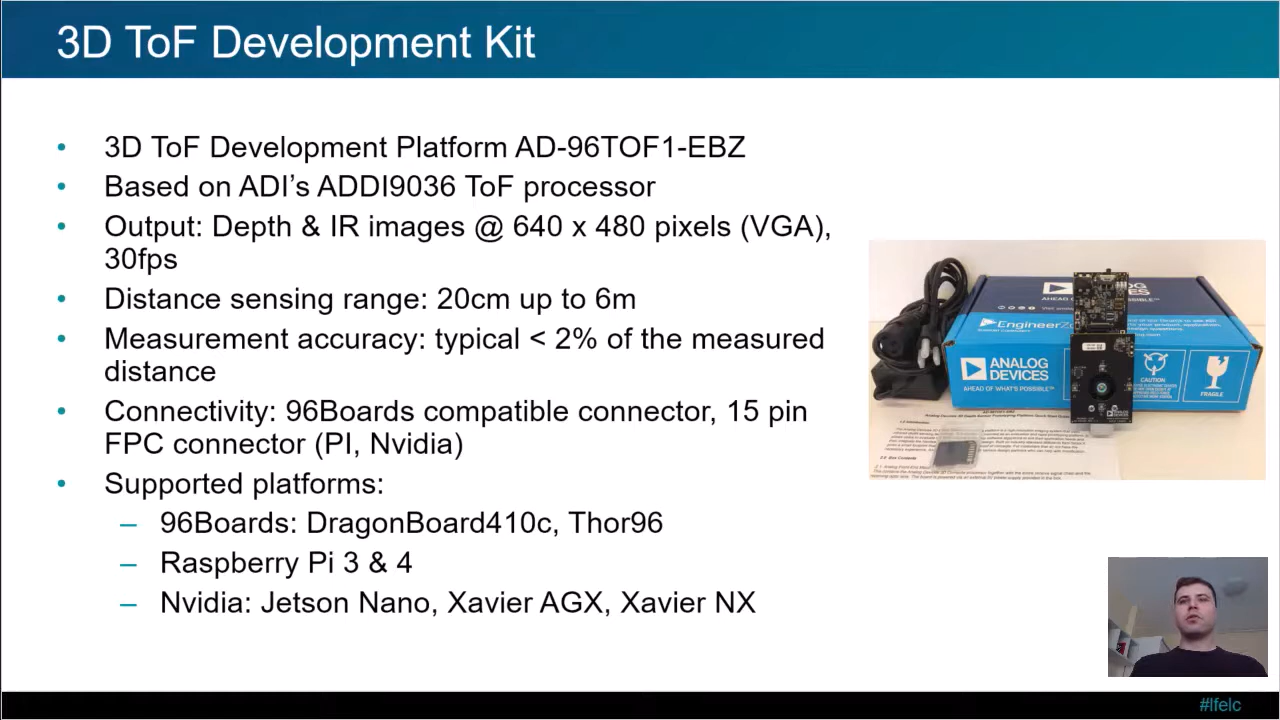 3D ToF Development Kit
• 3D ToF Development Platform AD-96TOF1-EBZ
• Based on ADI’s ADDI9036 ToF processor
• Output: Depth & IR images @ 640 x 480 pixels (VGA),
30fps
• Distance sensing range: 20cm up to 6m
• Measurement accuracy: typical < 2% of the measured
distance
• Connectivity: 96Boards compatible connector, 15 pin
FPC connector (PI, Nvidia)
• Supported platforms:
– 96Boards: DragonBoard410c, Thor96
– Raspberry Pi 3 & 4
– Nvidia: Jetson Nano, Xavier AGX, Xavier NX
ANALOG
DEVICES
AHEAD OF WHAT'S POSSIBLE™
CAUTION
FRAGILE
#lfelc